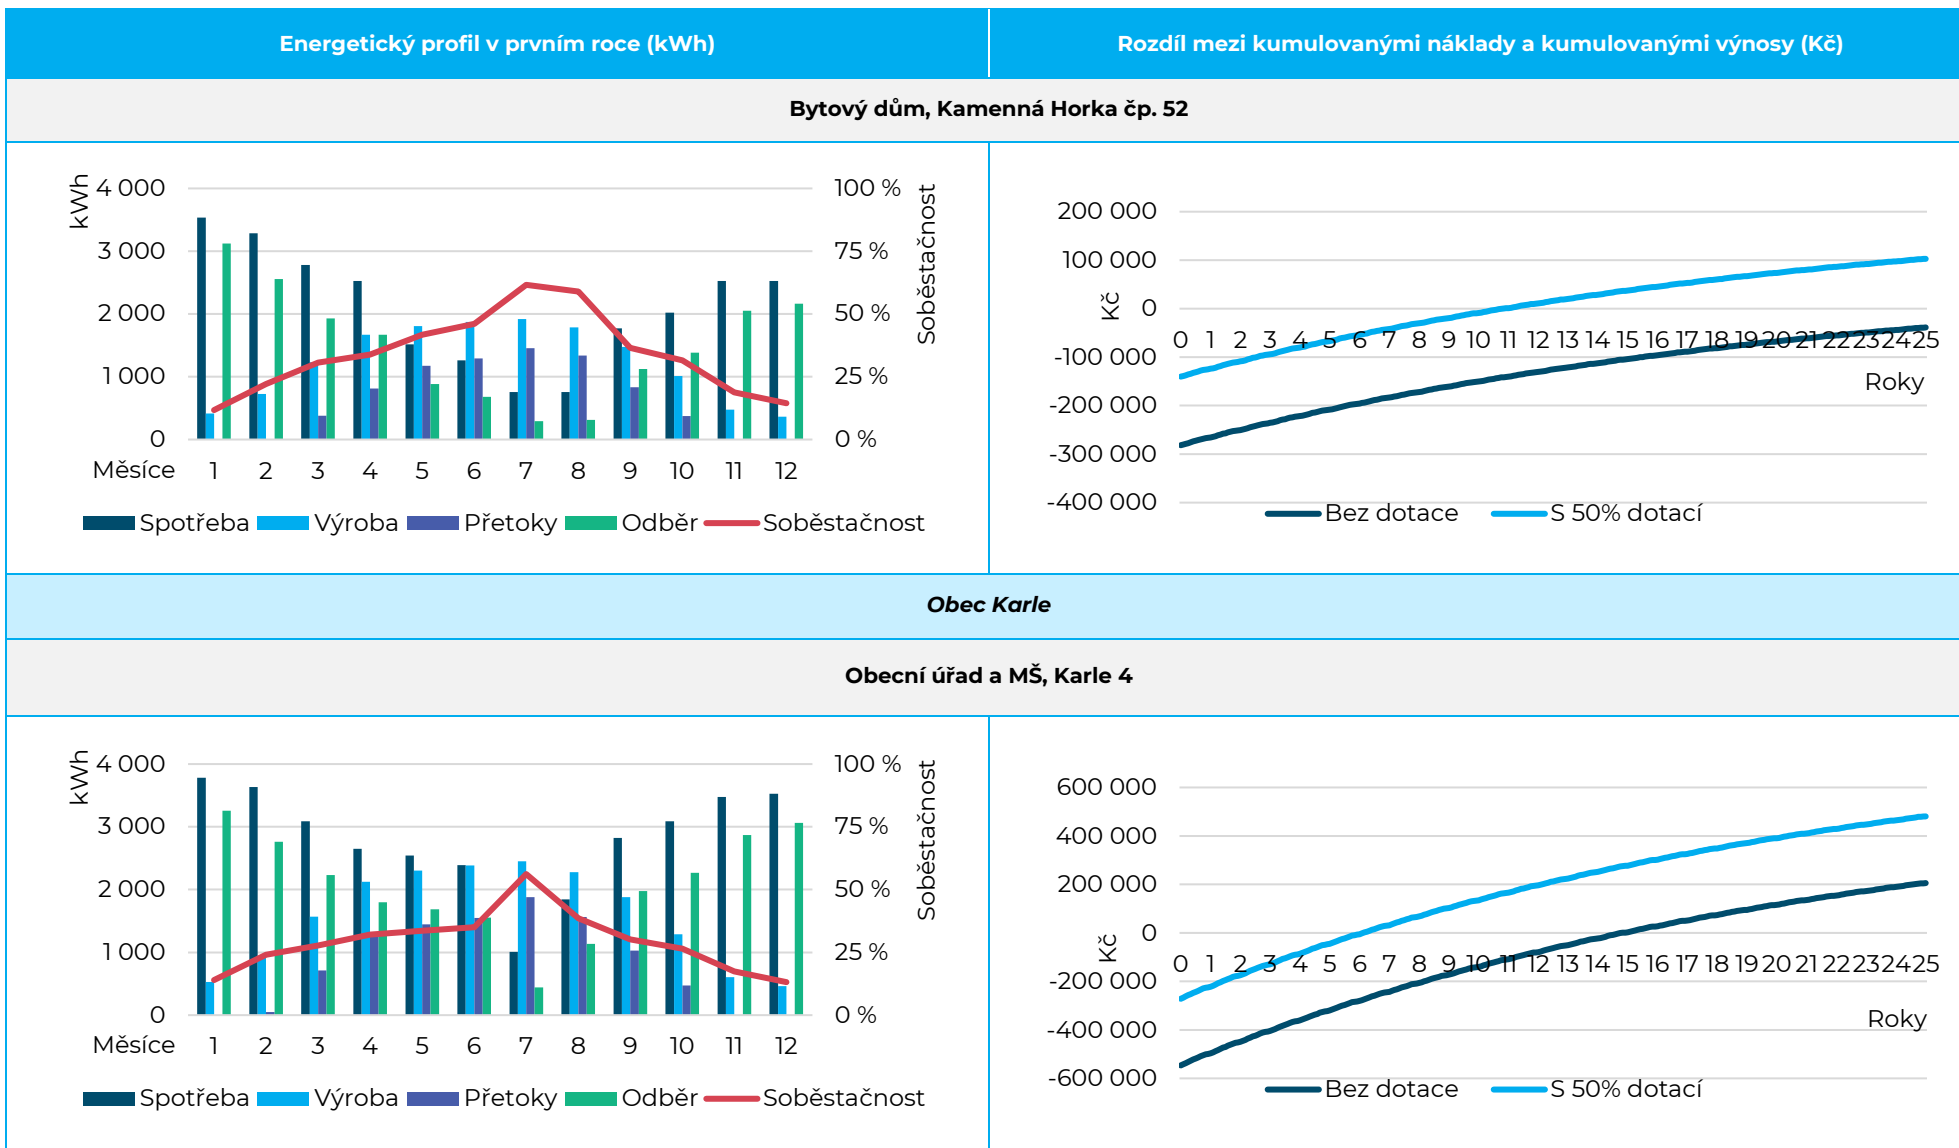 Energetický profil v prvním roce (kWh)
Rozdíl mezi kumulovanými náklady a kumulovanými výnosy (Kč)
Bytový dům, Kamenná Horka čp. 52
kWh
4 000
3 000
2 000
1 000
0
100 %
75 %
50 %
25 %
0 %
Soběstačnost
Měsíce 1 2 3 4 5 6 7 8 9 10 11 12
Spotřeba Výroba Přetoky Odběr Soběstačnost
200 000
100 000
0
-100 000
-200 000
-300 000
-400 000
Kč
0 1 2 3 4 5 6 7 8 9 10 11 12 13 14 15 16 17 18 19 20 21 22 23 24 25
Roky
Bez dotace S 50% dotací
Obec Karle
Obecní úřad a MŠ, Karle 4
kWh
4 000
3 000
2 000
1 000
0
100 %
75 %
50 %
25 %
0 %
Soběstačnost
Měsíce 1 2 3 4 5 6 7 8 9 10 11 12
Spotřeba Výroba Přetoky Odběr Soběstačnost
600 000
400 000
200 000
0
-200 000
-400 000
-600 000
Kč
0 1 2 3 4 5 6 7 8 9 10 11 12 13 14 15 16 17 18 19 20 21 22 23 24 25
Roky
Bez dotace S 50% dotací